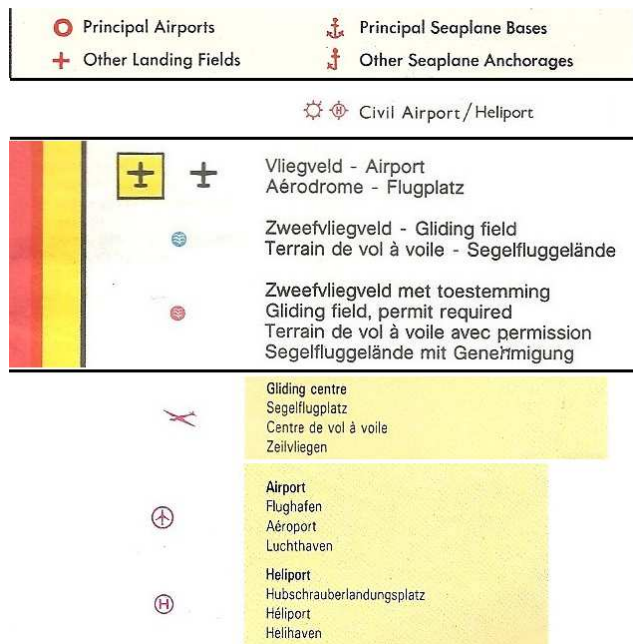 Principal Airports
Principal Seaplane Bases
Other Landing Fields
Other Seaplane Anchorages
H Civil Airport/Heliport
Vliegveld - Airport
Aérodrome - Flugplatz
Zweefvliegveld - Gliding field
Terrain de vol à voile - Segelfluggelände
Zweefvliegveld met toestemming
Gliding field, permit required
Terrain de vol à voile avec permission
Segelfluggelände mit Genehmigung
Gliding centre
Segelflugplatz
Centre de vol à voile
Zeilvliegen
Airport
Flughafen
Aéroport
Luchthaven
Heliport
Hubschrauberlandungsplatz
H
Héliport
Helihaven